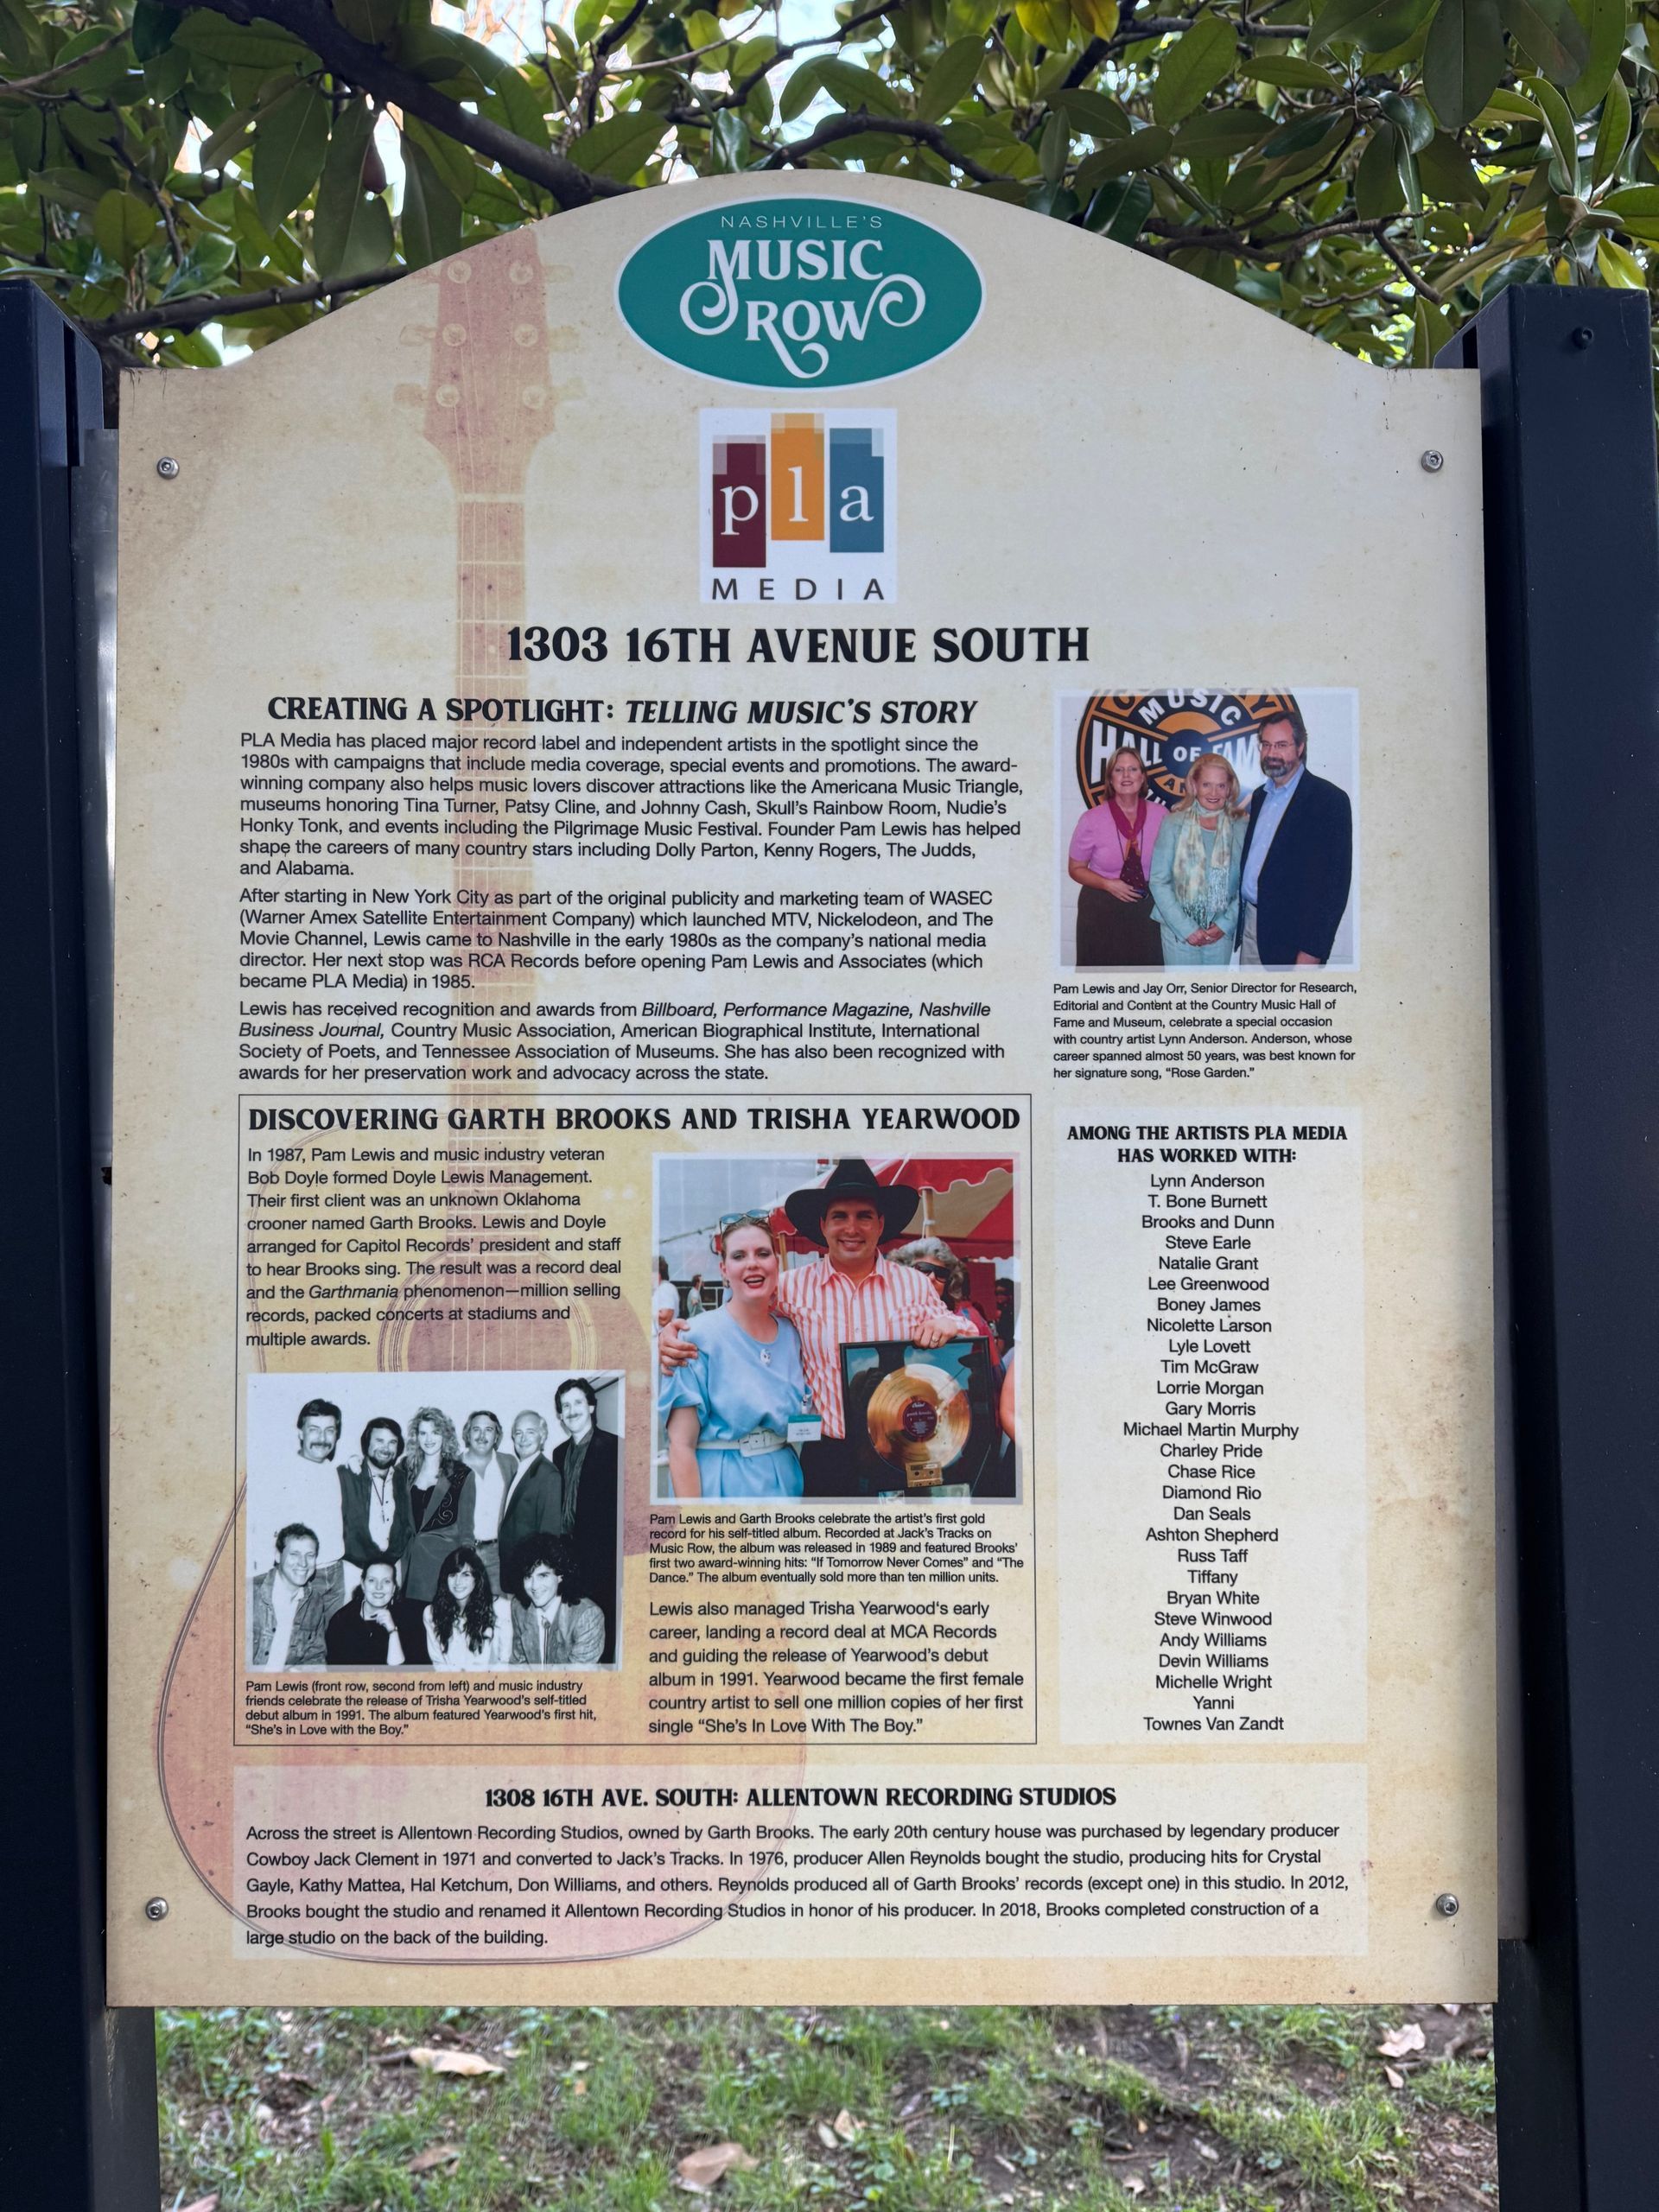 NASHVILLE'S
MUSIC
ROW
pla
MEDIA
1303 16TH AVENUE SOUTH
CREATING A SPOTLIGHT: TELLING MUSIC'S STORY
PLA Media has placed major record label and independent artists in the spotlight since the
1980s with campaigns that include media coverage, special events and promotions. The award-
winning company also helps music lovers discover attractions like the Americana Music Triangle,
museums honoring Tina Turner, Patsy Cline, and Johnny Cash, Skull's Rainbow Room, Nudie's
Honky Tonk, and events including the Pilgrimage Music Festival. Founder Pam Lewis has helped
shape the careers of many country stars including Dolly Parton, Kenny Rogers, The Judds,
and Alabama.
After starting in New York City as part of the original publicity and marketing team of WASEC
(Warner Amex Satellite Entertainment Company) which launched MTV, Nickelodeon, and The
Movie Channel, Lewis came to Nashville in the early 1980s as the company's national media
director. Her next stop was RCA Records before opening Pam Lewis and Associates (which
became PLA Media) in 1985.
Lewis has received recognition and awards from Billboard, Performance Magazine, Nashville
Business Journal, Country Music Association, American Biographical Institute, International
Society of Poets, and Tennessee Association of Museums. She has also been recognized with
awards for her preservation work and advocacy across the state.
MUSIC
HALL OF FAME
Pam Lewis and Jay Orr, Senior Director for Research,
Editorial and Content at the Country Music Hall of
Fame and Museum, celebrate a special occasion
with country artist Lynn Anderson. Anderson, whose
career spanned almost 50 years, was best known for
her signature song, "Rose Garden."
DISCOVERING GARTH BROOKS AND TRISHA YEARWOOD
In 1987, Pam Lewis and music industry veteran
Bob Doyle formed Doyle Lewis Management.
Their first client was an unknown Oklahoma
crooner named Garth Brooks. Lewis and Doyle
arranged for Capitol Records' president and staff
to hear Brooks sing. The result was a record deal
and the Garthmania phenomenon—million selling
records, packed concerts at stadiums and
multiple awards.
Pam Lewis (front row, second from left) and music industry
friends celebrate the release of Trisha Yearwood's self-titled
debut album in 1991. The album featured Yearwood's first hit,
"She's in Love with the Boy."
Pam Lewis and Garth Brooks celebrate the artist's first gold
record for his self-titled album. Recorded at Jack's Tracks on
Music Row, the album was released in 1989 and featured Brooks'
first two award-winning hits: "If Tomorrow Never Comes" and "The
Dance." The album eventually sold more than ten million units.
Lewis also managed Trisha Yearwood's early
career, landing a record deal at MCA Records
and guiding the release of Yearwood's debut
album in 1991. Yearwood became the first female
country artist to sell one million copies of her first
single "She's In Love With The Boy."
AMONG THE ARTISTS PLA MEDIA
HAS WORKED WITH:
Lynn Anderson
T. Bone Burnett
Brooks and Dunn
Steve Earle
Natalie Grant
Lee Greenwood
Boney James
Nicolette Larson
Lyle Lovett
Tim McGraw
Lorrie Morgan
Gary Morris
Michael Martin Murphy
Charley Pride
Chase Rice
Diamond Rio
Dan Seals
Ashton Shepherd
Russ Taff
Tiffany
Bryan White
Steve Winwood
Andy Williams
Devin Williams
Michelle Wright
Yanni
Townes Van Zandt
1308 16TH AVE. SOUTH: ALLENTOWN RECORDING STUDIOS
Across the street is Allentown Recording Studios, owned by Garth Brooks. The early 20th century house was purchased by legendary producer
Cowboy Jack Clement in 1971 and converted to Jack's Tracks. In 1976, producer Allen Reynolds bought the studio, producing hits for Crystal
Gayle, Kathy Mattea, Hal Ketchum, Don Williams, and others. Reynolds produced all of Garth Brooks' records (except one) in this studio. In 2012,
Brooks bought the studio and renamed it Allentown Recording Studios in honor of his producer. In 2018, Brooks completed construction of a
large studio on the back of the building.